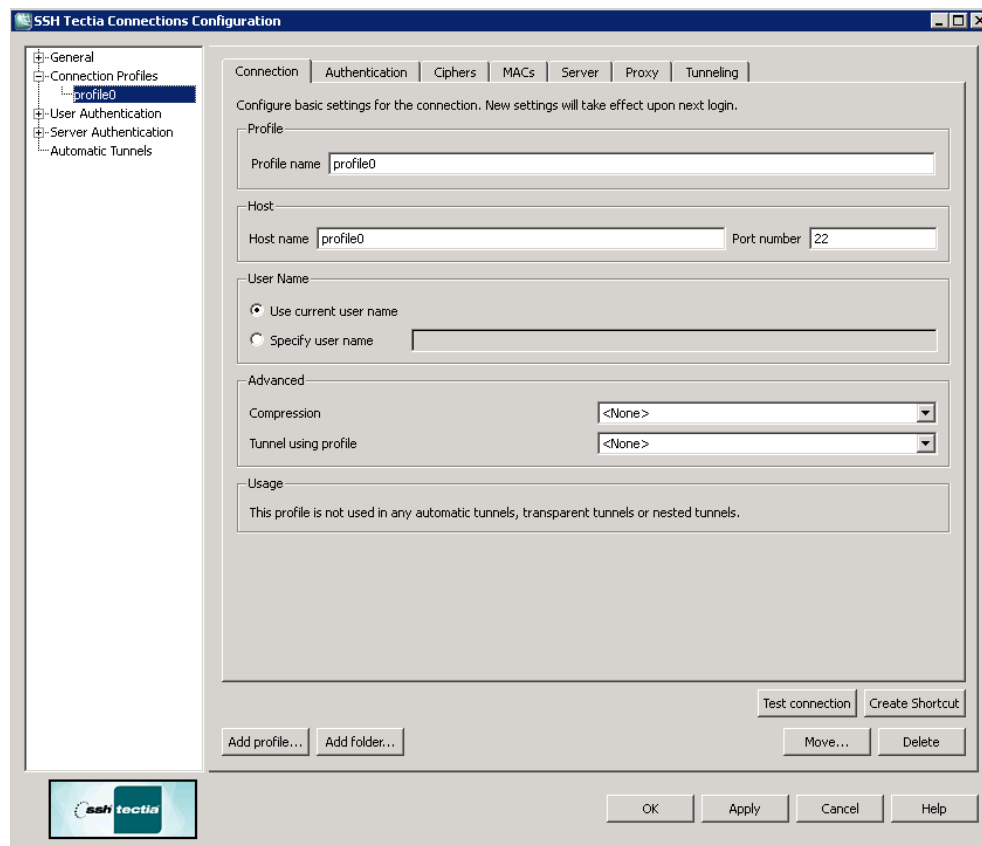 SSH Tectia Connections Configuration
General
Connection Profiles
profile0
User Authentication
Server Authentication
Automatic Tunnels
Connection Authentication Ciphers MACs Server Proxy Tunneling
Configure basic settings for the connection. New settings will take effect upon next login.
Profile
Profile name profile0
Host
Host name profile0 Port number 22
User Name
Use current user name
Specify user name
Advanced
Compression <None>
Tunnel using profile <None>
Usage
This profile is not used in any automatic tunnels, transparent tunnels or nested tunnels.
Test connection Create Shortcut
Add profile... Add folder... Move... Delete
ssh tectia
OK Apply Cancel Help